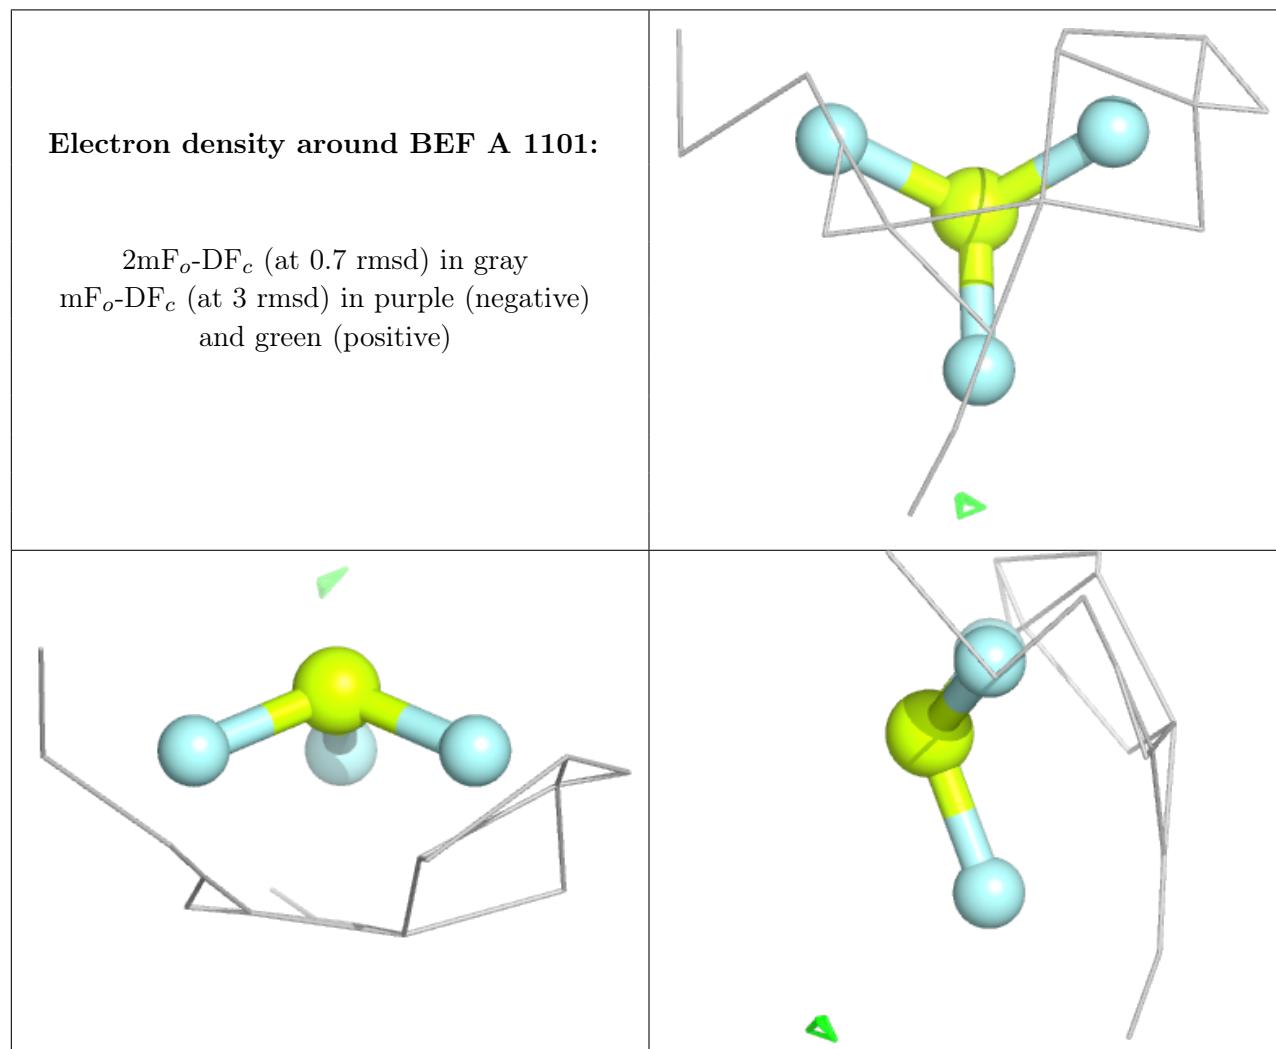 Electron density around BEF A 1101:
2mFₒ-DF𝒸 (at 0.7 rmsd) in gray
mFₒ-DF𝒸 (at 3 rmsd) in purple (negative)
and green (positive)